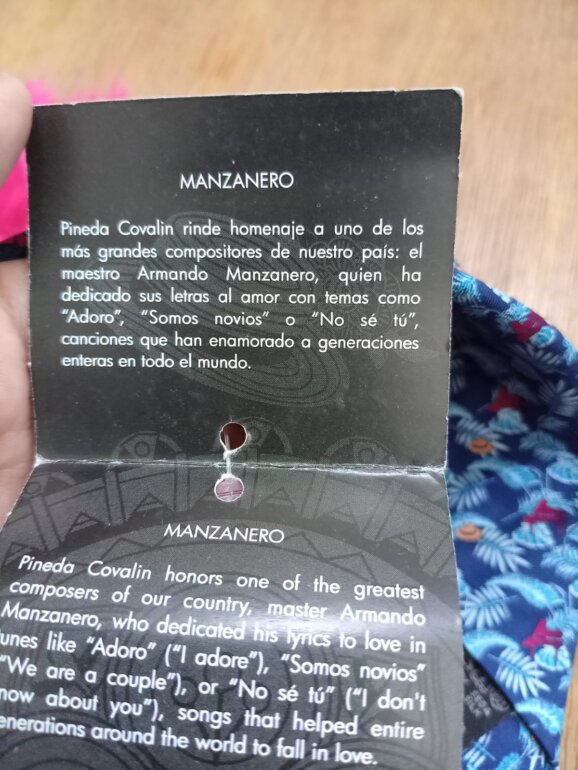 MANZANERO
Pineda Covalin rinde homenaje a uno de los
más grandes compositores de nuestro país: el
maestro Armando Manzanero, quien ha
dedicado sus letras al amor con temas como
“Adoro”, “Somos novios” o “No sé tú”,
canciones que han enamorado a generaciones
enteras en todo el mundo.
MANZANERO
Pineda Covalin honors one of the greatest
composers of our country, master Armando
Manzanero, who dedicated his lyrics to love in
tunes like “Adoro” (“I adore”), “Somos novios”
“We are a couple”), or “No sé tú” (“I don't
now about you”), songs that helped entire
enerations around the world to fall in love.